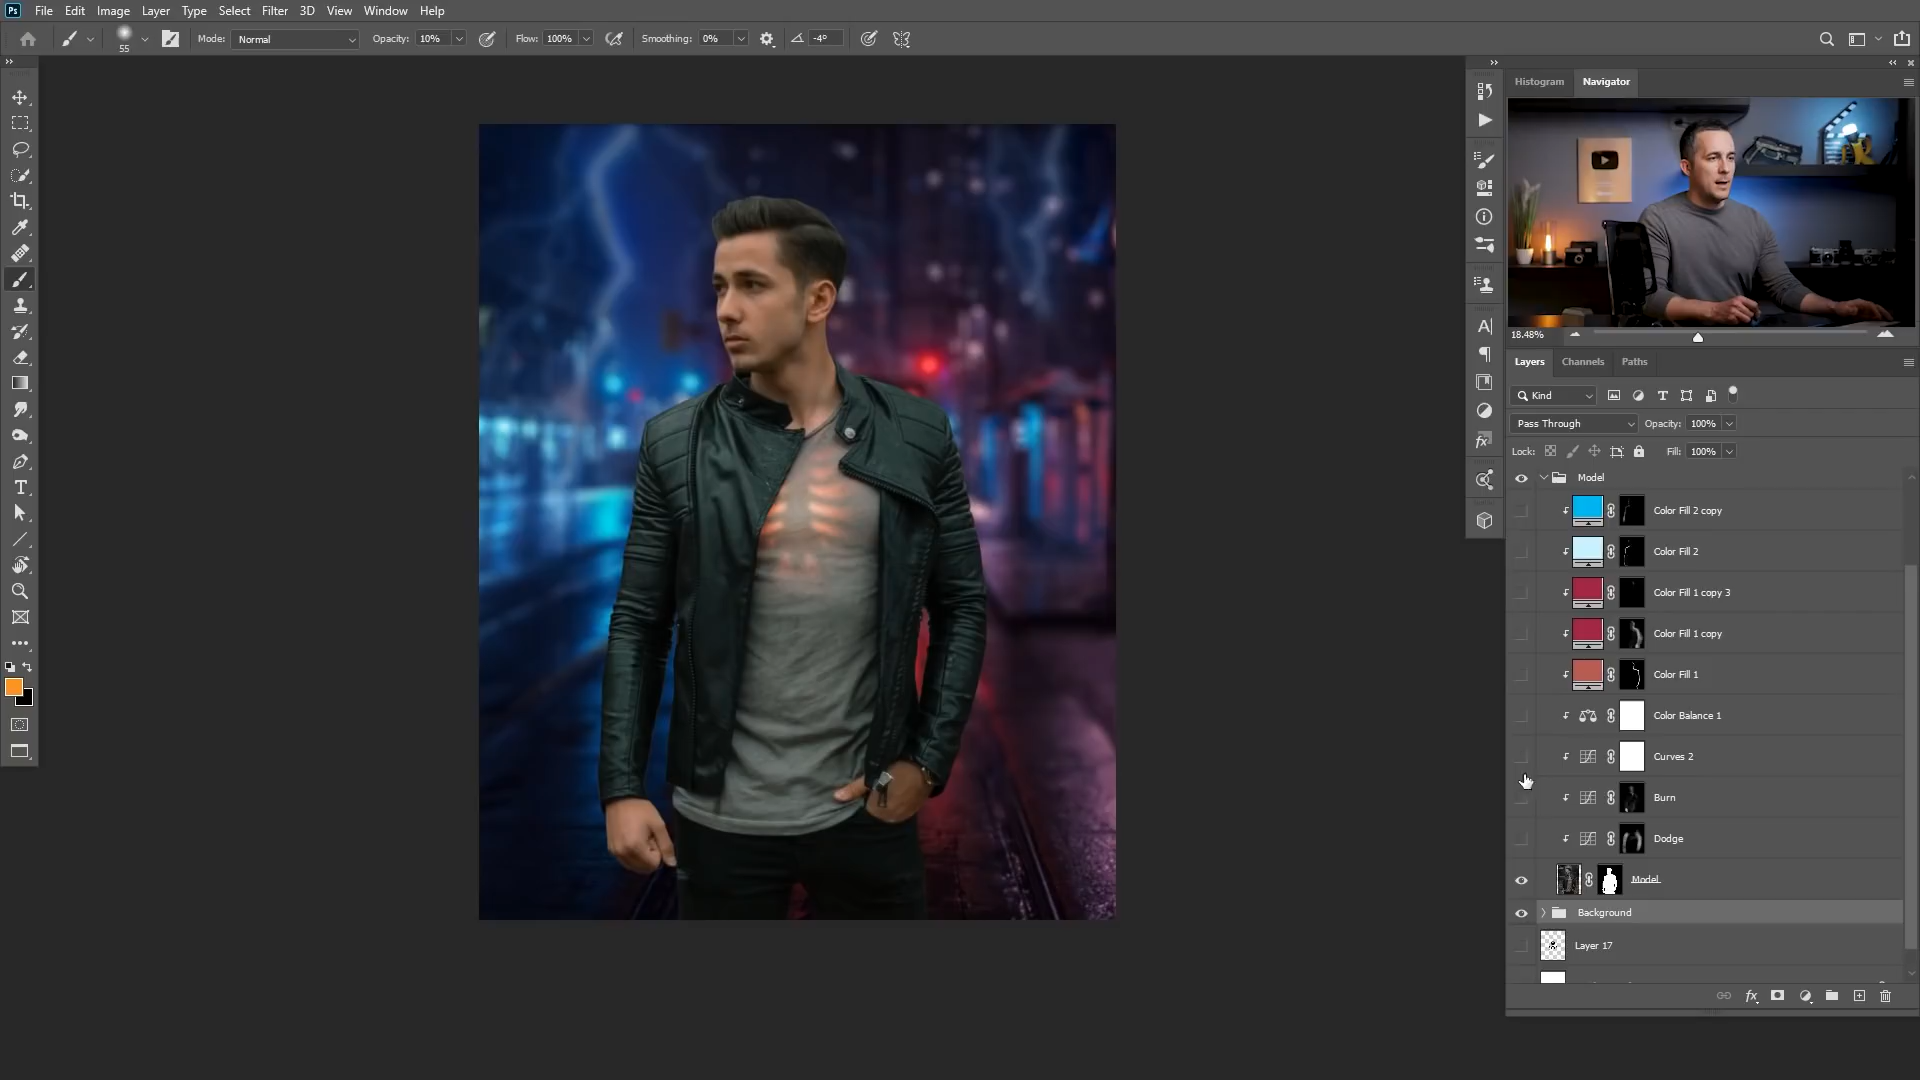 Ps File Edit Image Layer Type Select Filter 3D View Window Help
55 Mode: Normal Opacity: 10% Flow: 100% Smoothing: 0% -4°
Histogram Navigator
18.48%
Layers Channels Paths
Kind
Pass Through Opacity: 100%
Lock: Fill: 100%
Model
Color Fill 2 copy
Color Fill 2
Color Fill 1 copy 3
Color Fill 1 copy
Color Fill 1
Color Balance 1
Curves 2
Burn
Dodge
Model
Background
Layer 17